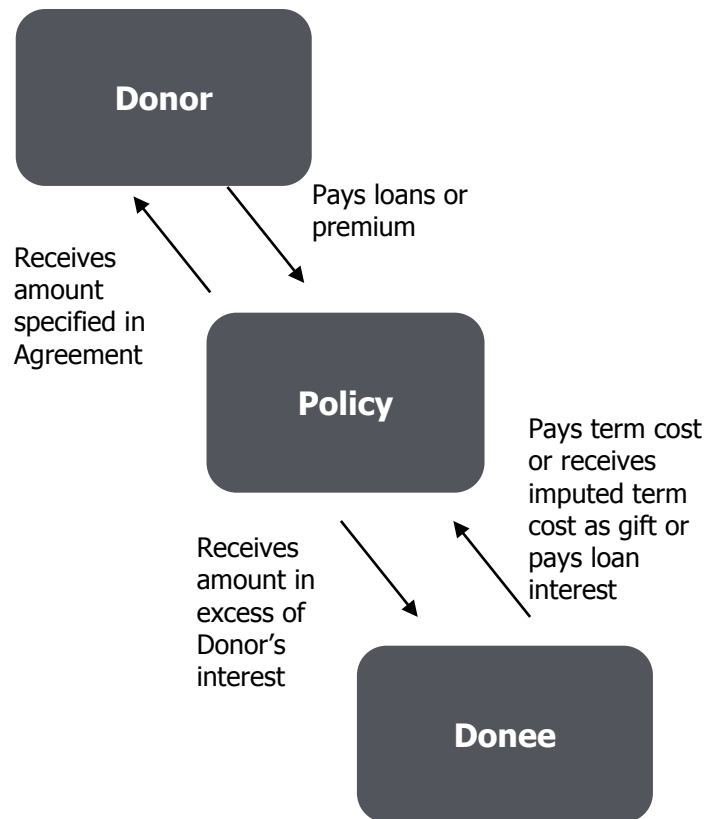 Donor
Pays loans or
premium
Receives
amount
specified in
Agreement
Policy
Pays term cost
or receives
imputed term
cost as gift or
pays loan
interest
Receives
amount in
excess of
Donor’s
interest
Donee